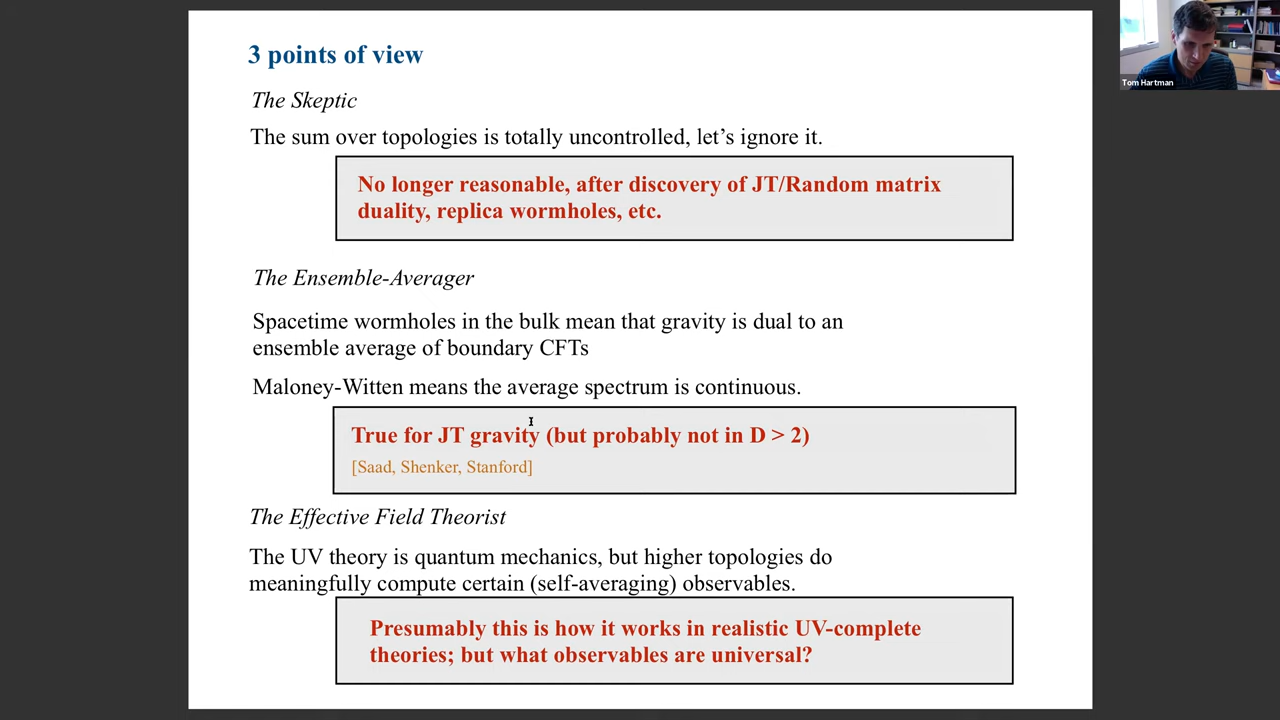 3 points of view
Tom Hartman
The Skeptic
The sum over topologies is totally uncontrolled, let's ignore it.
No longer reasonable, after discovery of JT/Random matrix
duality, replica wormholes, etc.
The Ensemble-Averager
Spacetime wormholes in the bulk mean that gravity is dual to an
ensemble average of boundary CFTs
Maloney-Witten means the average spectrum is continuous.
True for JT gravity (but probably not in D > 2)
[Saad, Shenker, Stanford]
The Effective Field Theorist
The UV theory is quantum mechanics, but higher topologies do
meaningfully compute certain (self-averaging) observables.
Presumably this is how it works in realistic UV-complete
theories; but what observables are universal?